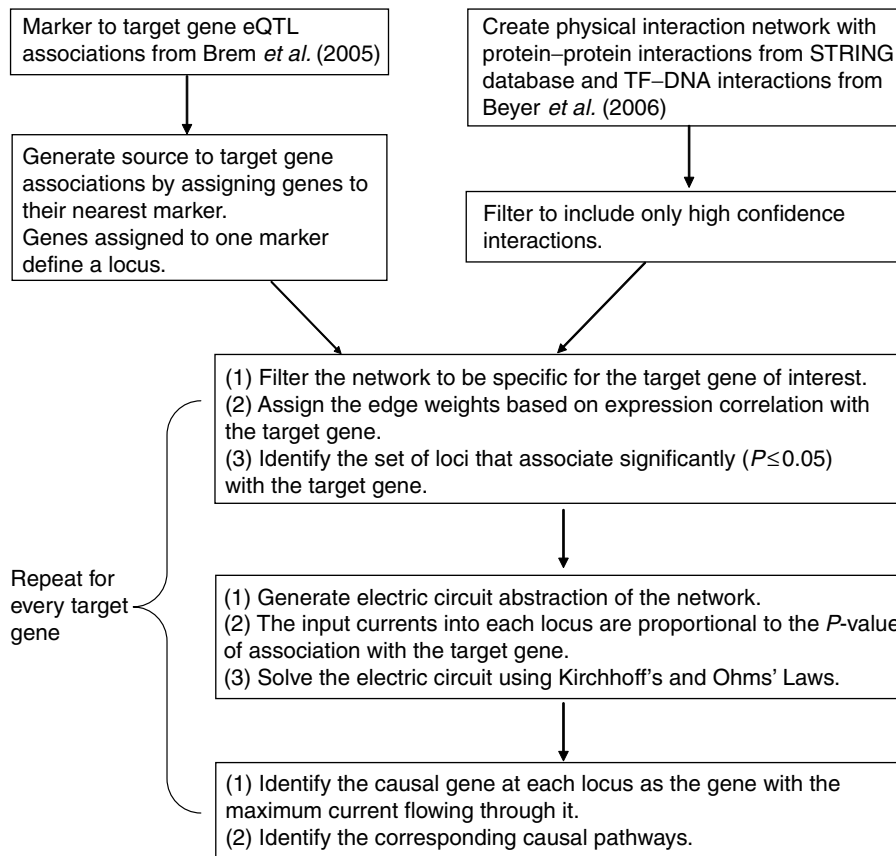 Marker to target gene eQTL
associations from Brem et al. (2005)
Create physical interaction network with
protein–protein interactions from STRING
database and TF–DNA interactions from
Beyer et al. (2006)
Generate source to target gene
associations by assigning genes to
their nearest marker.
Genes assigned to one marker
define a locus.
Filter to include only high confidence
interactions.
(1) Filter the network to be specific for the target gene of interest.
(2) Assign the edge weights based on expression correlation with
the target gene.
(3) Identify the set of loci that associate significantly (P≤0.05)
with the target gene.
Repeat for
every target
gene
(1) Generate electric circuit abstraction of the network.
(2) The input currents into each locus are proportional to the P-value
of association with the target gene.
(3) Solve the electric circuit using Kirchhoff's and Ohms' Laws.
(1) Identify the causal gene at each locus as the gene with the
maximum current flowing through it.
(2) Identify the corresponding causal pathways.